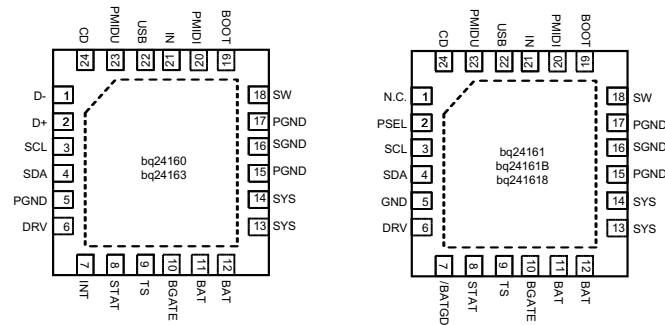 CD
PMIDU
USB
IN
PMIDI
BOOT
24
23
22
21
20
19
D- 1
D+ 2
SCL 3
SDA 4
PGND 5
DRV 6
bq24160
bq24163
18 SW
17 PGND
16 SGND
15 PGND
14 SYS
13 SYS
7
8
9
10
11
12
INT
STAT
TS
BGATE
BAT
BAT
CD
PMIDU
USB
IN
PMIDI
BOOT
24
23
22
21
20
19
N.C. 1
PSEL 2
SCL 3
SDA 4
GND 5
DRV 6
bq24161
bq24161B
bq241618
18 SW
17 PGND
16 SGND
15 PGND
14 SYS
13 SYS
7
8
9
10
11
12
/BATGD
STAT
TS
BGATE
BAT
BAT